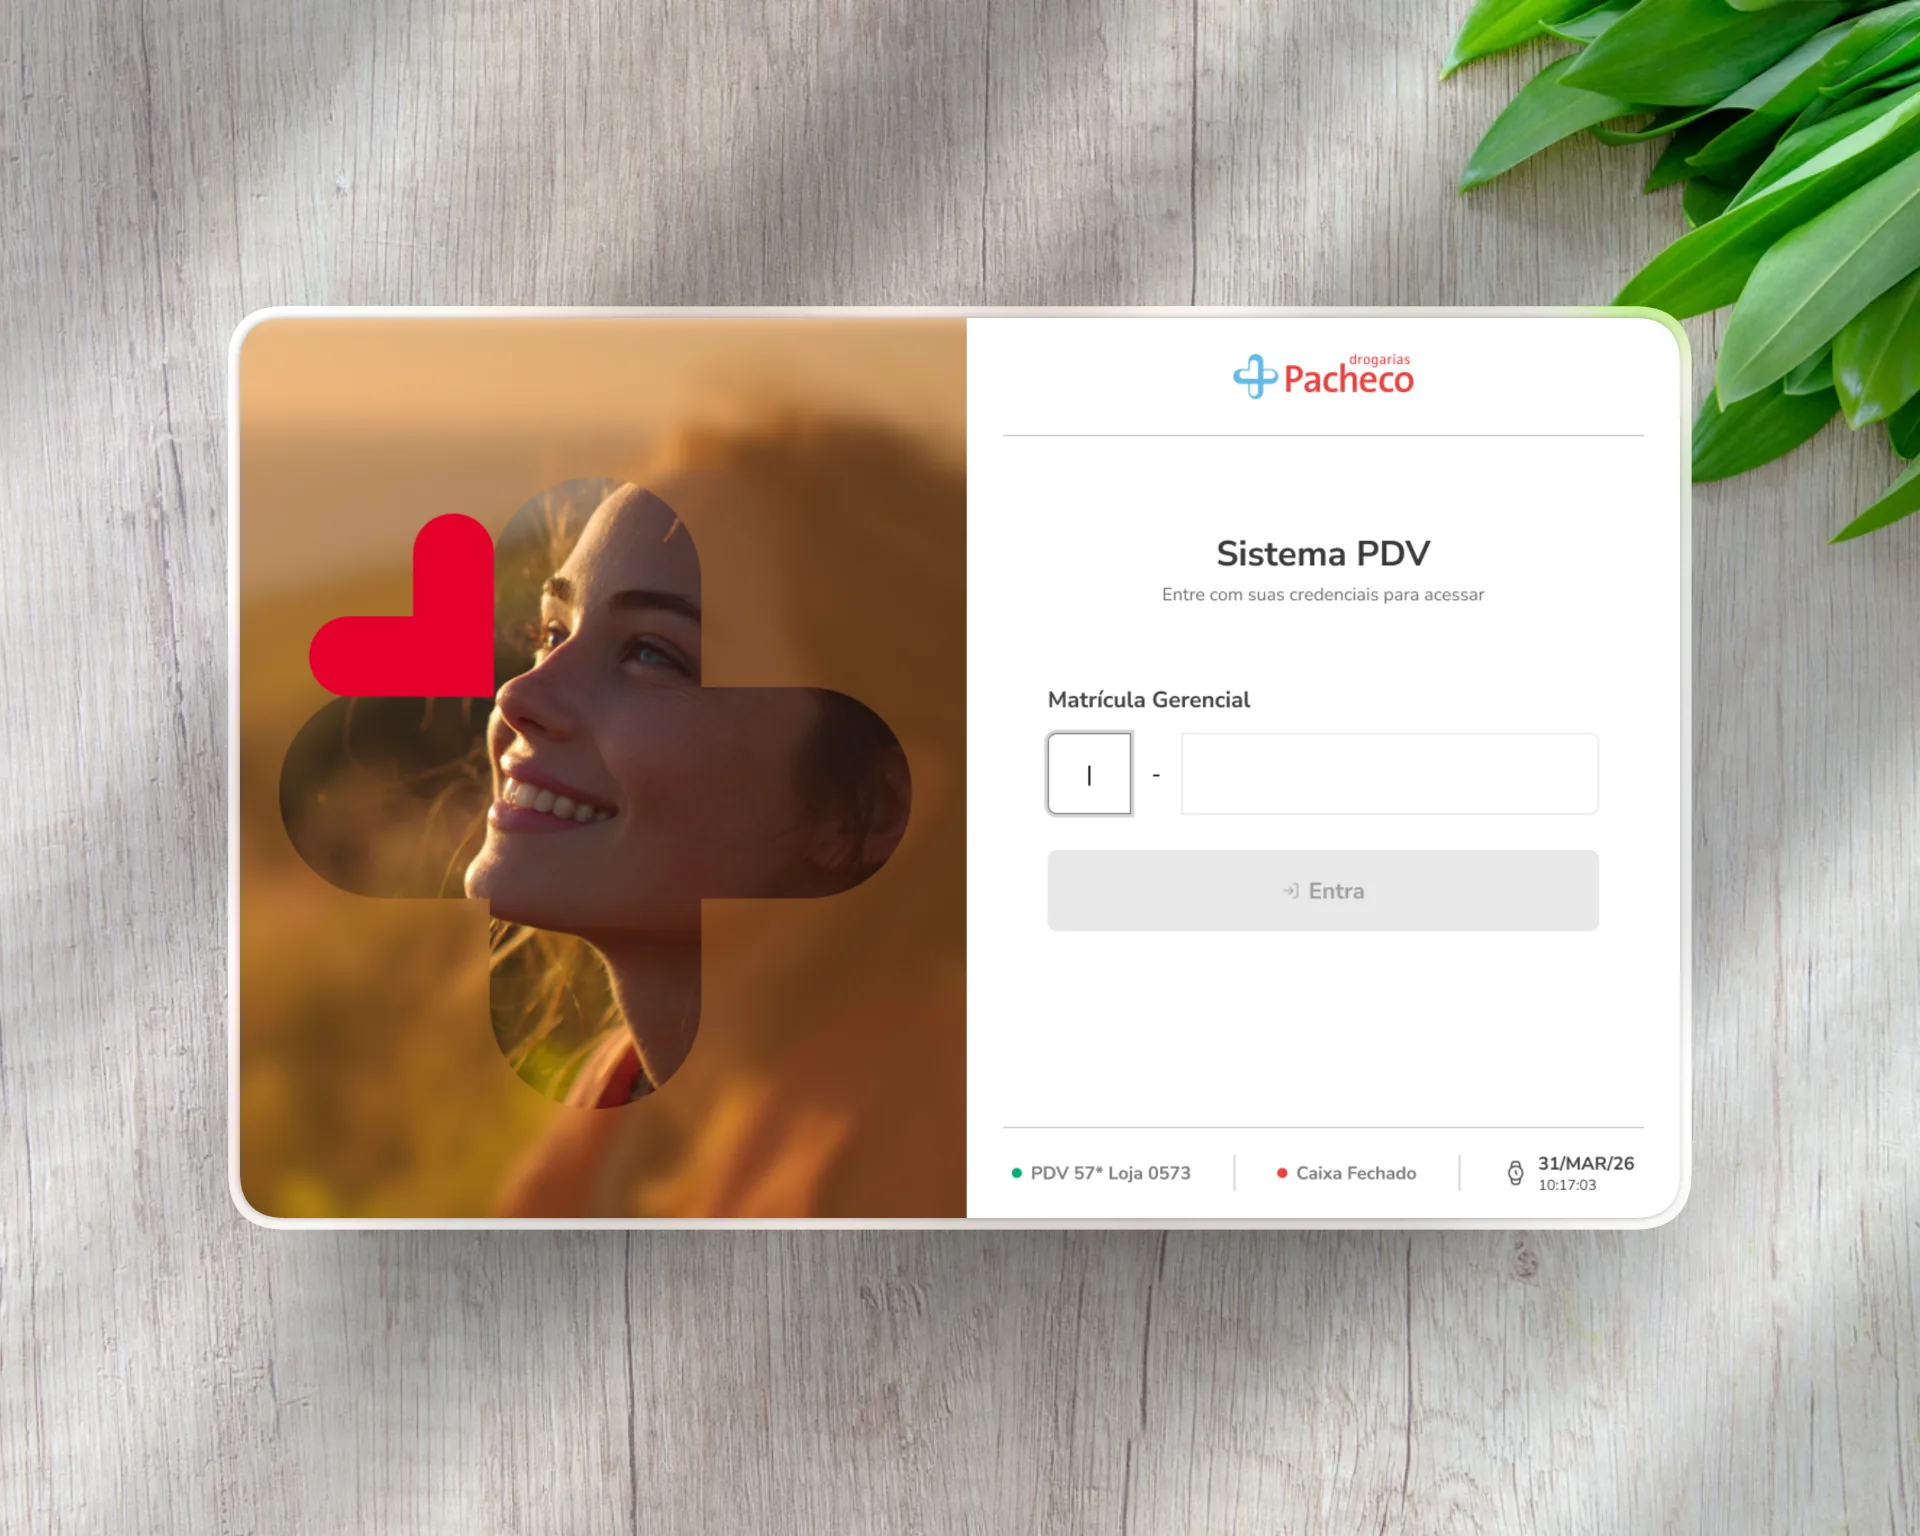 drogarias
Pacheco
Sistema PDV
Entre com suas credenciais para acessar
Matrícula Gerencial
-
Entra
PDV 57* Loja 0573
Caixa Fechado
31/MAR/26
10:17:03